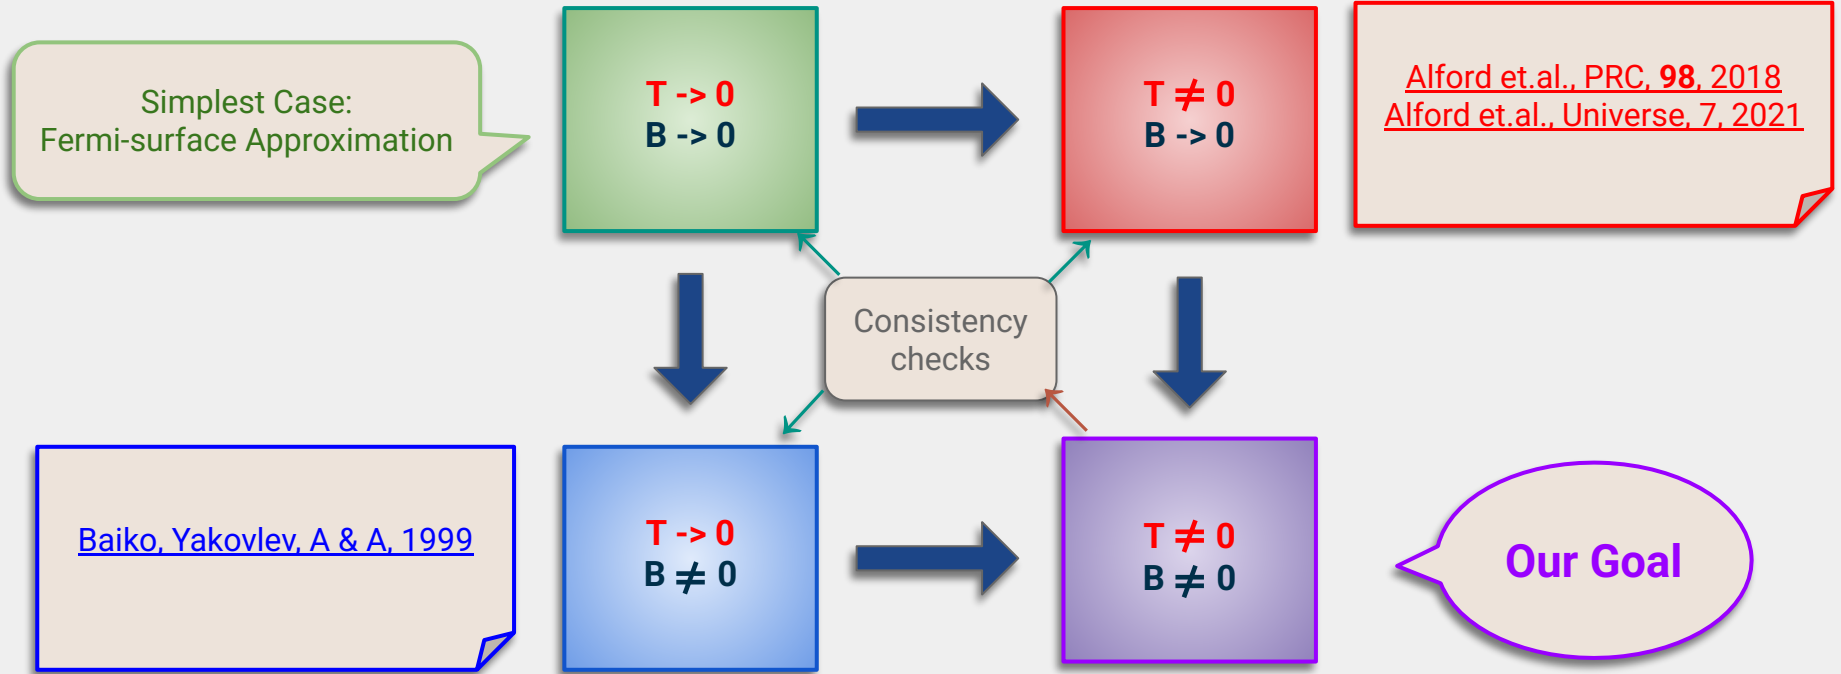 Simplest Case:
Fermi-surface Approximation
T -> 0
B -> 0
T ≠ 0
B -> 0
Alford et.al., PRC, 98, 2018
Alford et.al., Universe, 7, 2021
Consistency
checks
Baiko, Yakovlev, A & A, 1999
T -> 0
B ≠ 0
T ≠ 0
B ≠ 0
Our Goal